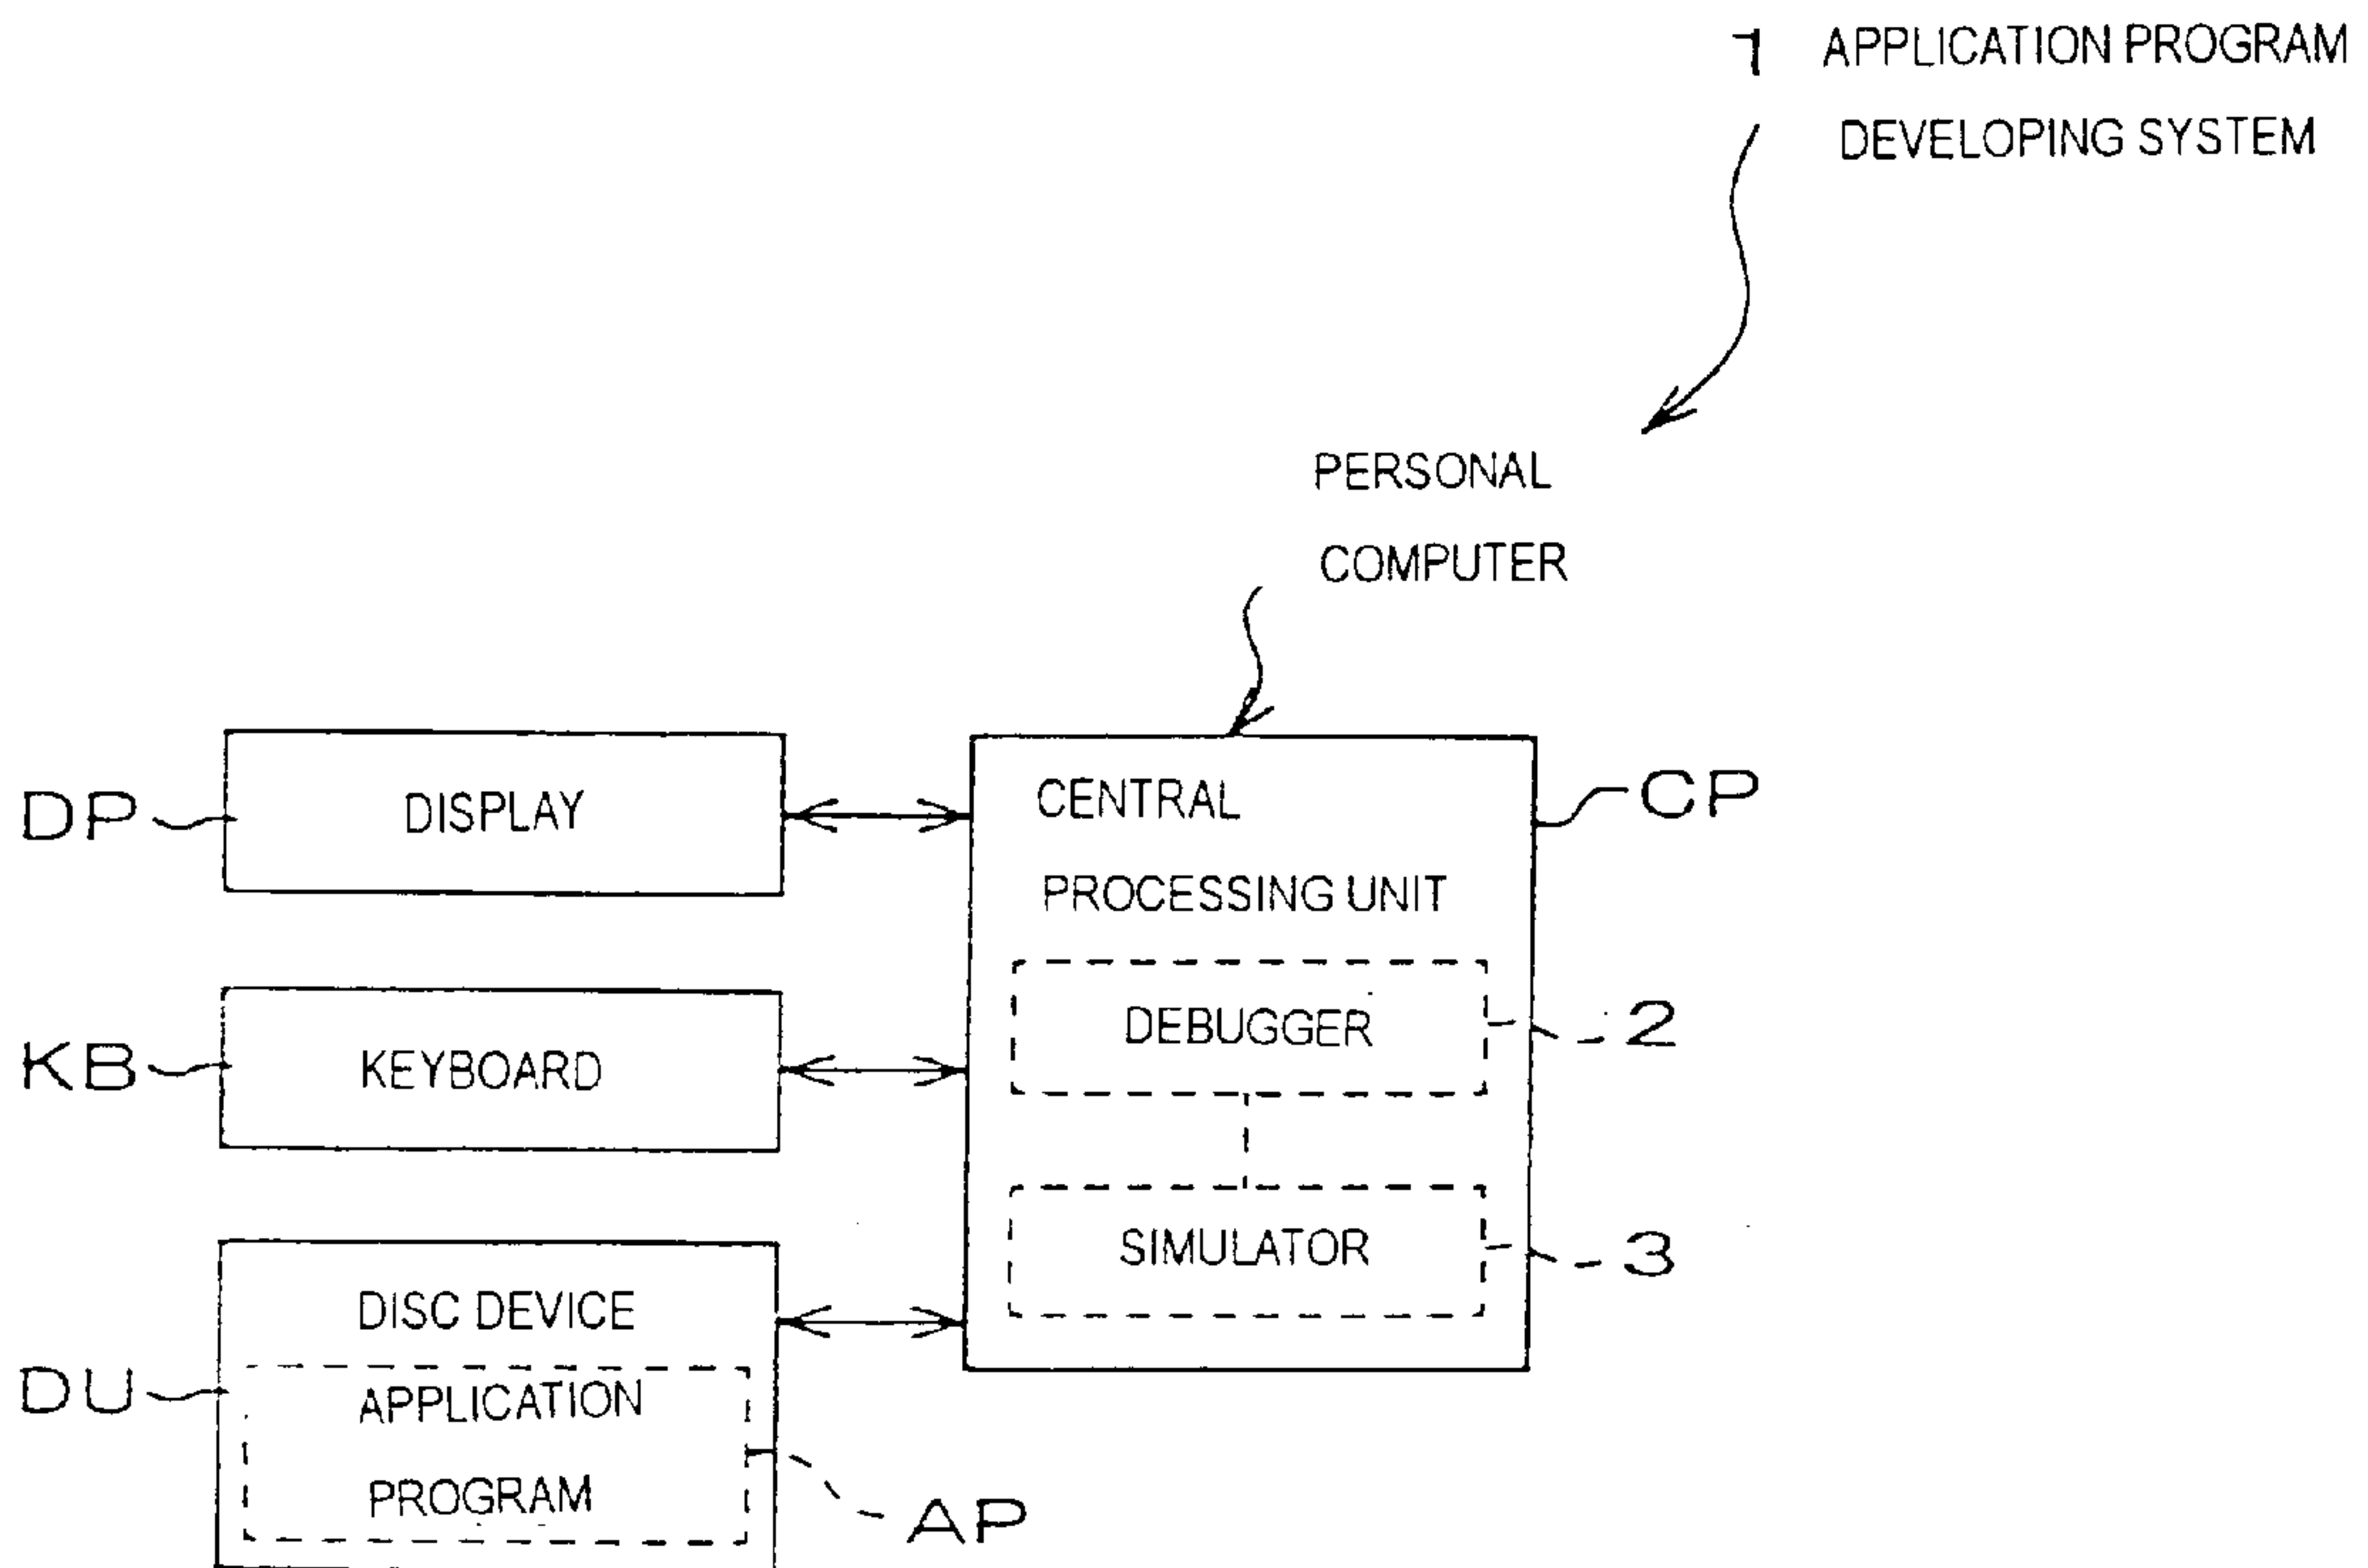 1 APPLICATION PROGRAM
DEVELOPING SYSTEM
PERSONAL
COMPUTER
DP
DISPLAY
CENTRAL
PROCESSING UNIT
CP
KB
KEYBOARD
DEBUGGER
2
SIMULATOR
3
DU
DISC DEVICE
APPLICATION
PROGRAM
AP